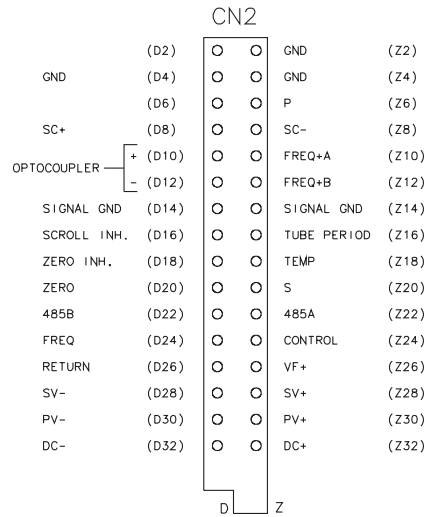 CN2
(D2) GND (Z2)
GND (D4) GND (Z4)
(D6) P (Z6)
SC+ (D8) SC- (Z8)
+ (D10) FREQ+A (Z10)
OPTOCOUPLER
- (D12) FREQ+B (Z12)
SIGNAL GND (D14) SIGNAL GND (Z14)
SCROLL INH. (D16) TUBE PERIOD (Z16)
ZERO INH. (D18) TEMP (Z18)
ZERO (D20) S (Z20)
485B (D22) 485A (Z22)
FREQ (D24) CONTROL (Z24)
RETURN (D26) VF+ (Z26)
SV- (D28) SV+ (Z28)
PV- (D30) PV+ (Z30)
DC- (D32) DC+ (Z32)
D Z